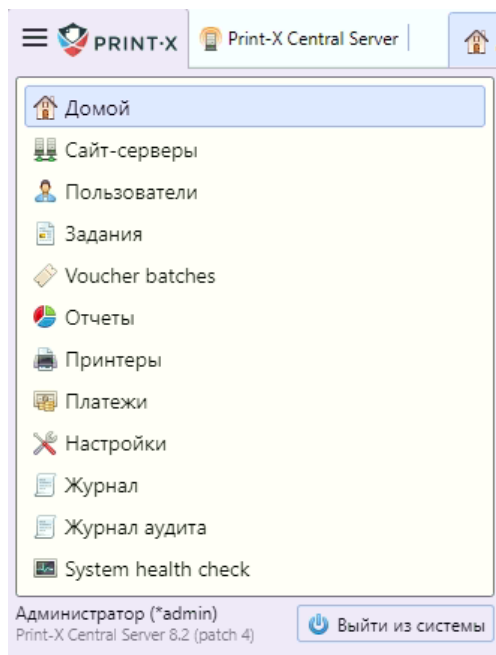 PRINT·X
Print-X Central Server
Домой
Сайт-серверы
Пользователи
Задания
Voucher batches
Отчеты
Принтеры
Платежи
Настройки
Журнал
Журнал аудита
System health check
Администратор (*admin)
Print-X Central Server 8.2 (patch 4)
Выйти из системы